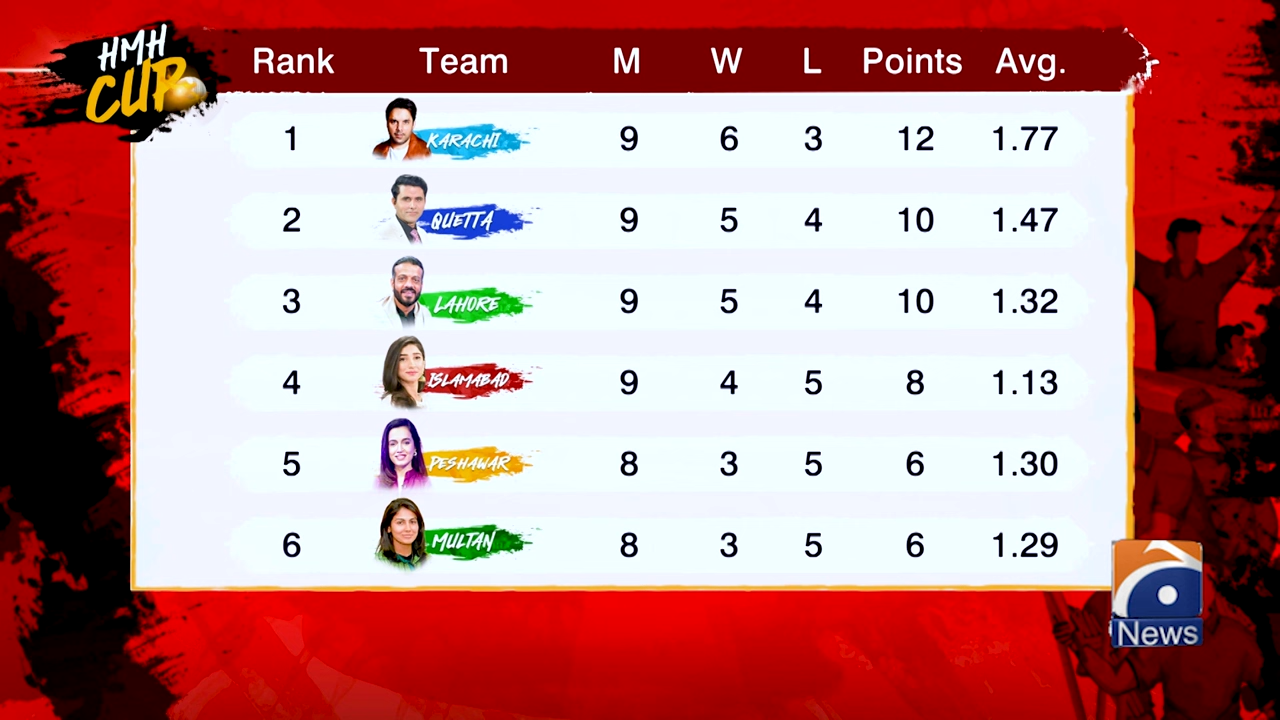 HMH
CUP
Rank Team M W L Points Avg.
1 KARACHI 9 6 3 12 1.77
2 QUETTA 9 5 4 10 1.47
3 LAHORE 9 5 4 10 1.32
4 ISLAMABAD 9 4 5 8 1.13
5 PESHAWAR 8 3 5 6 1.30
6 MULTAN 8 3 5 6 1.29
News